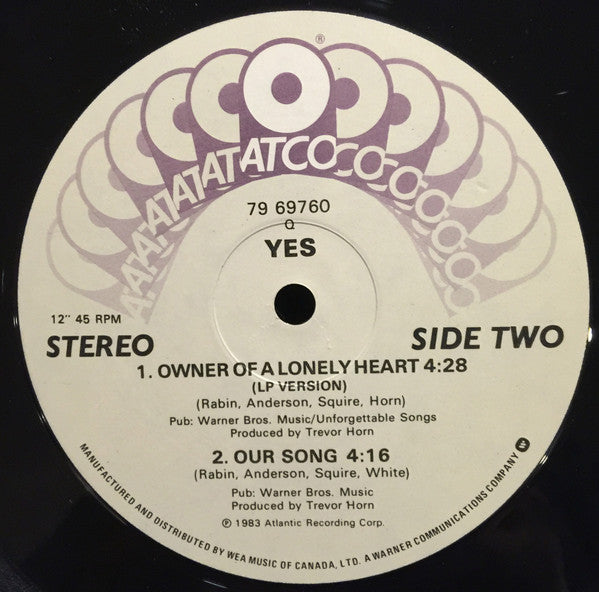 ®
ATATATATATATCOCOCOCOCOCO
79 69760
Q
YES
12" 45 RPM
STEREO
SIDE TWO
1. OWNER OF A LONELY HEART 4:28
(LP VERSION)
(Rabin, Anderson, Squire, Horn)
Pub: Warner Bros. Music/Unforgettable Songs
Produced by Trevor Horn
2. OUR SONG 4:16
(Rabin, Anderson, Squire, White)
Pub: Warner Bros. Music
Produced by Trevor Horn
℗ 1983 Atlantic Recording Corp.
MANUFACTURED AND DISTRIBUTED BY WEA MUSIC OF CANADA, LTD. A WARNER COMMUNICATIONS COMPANY